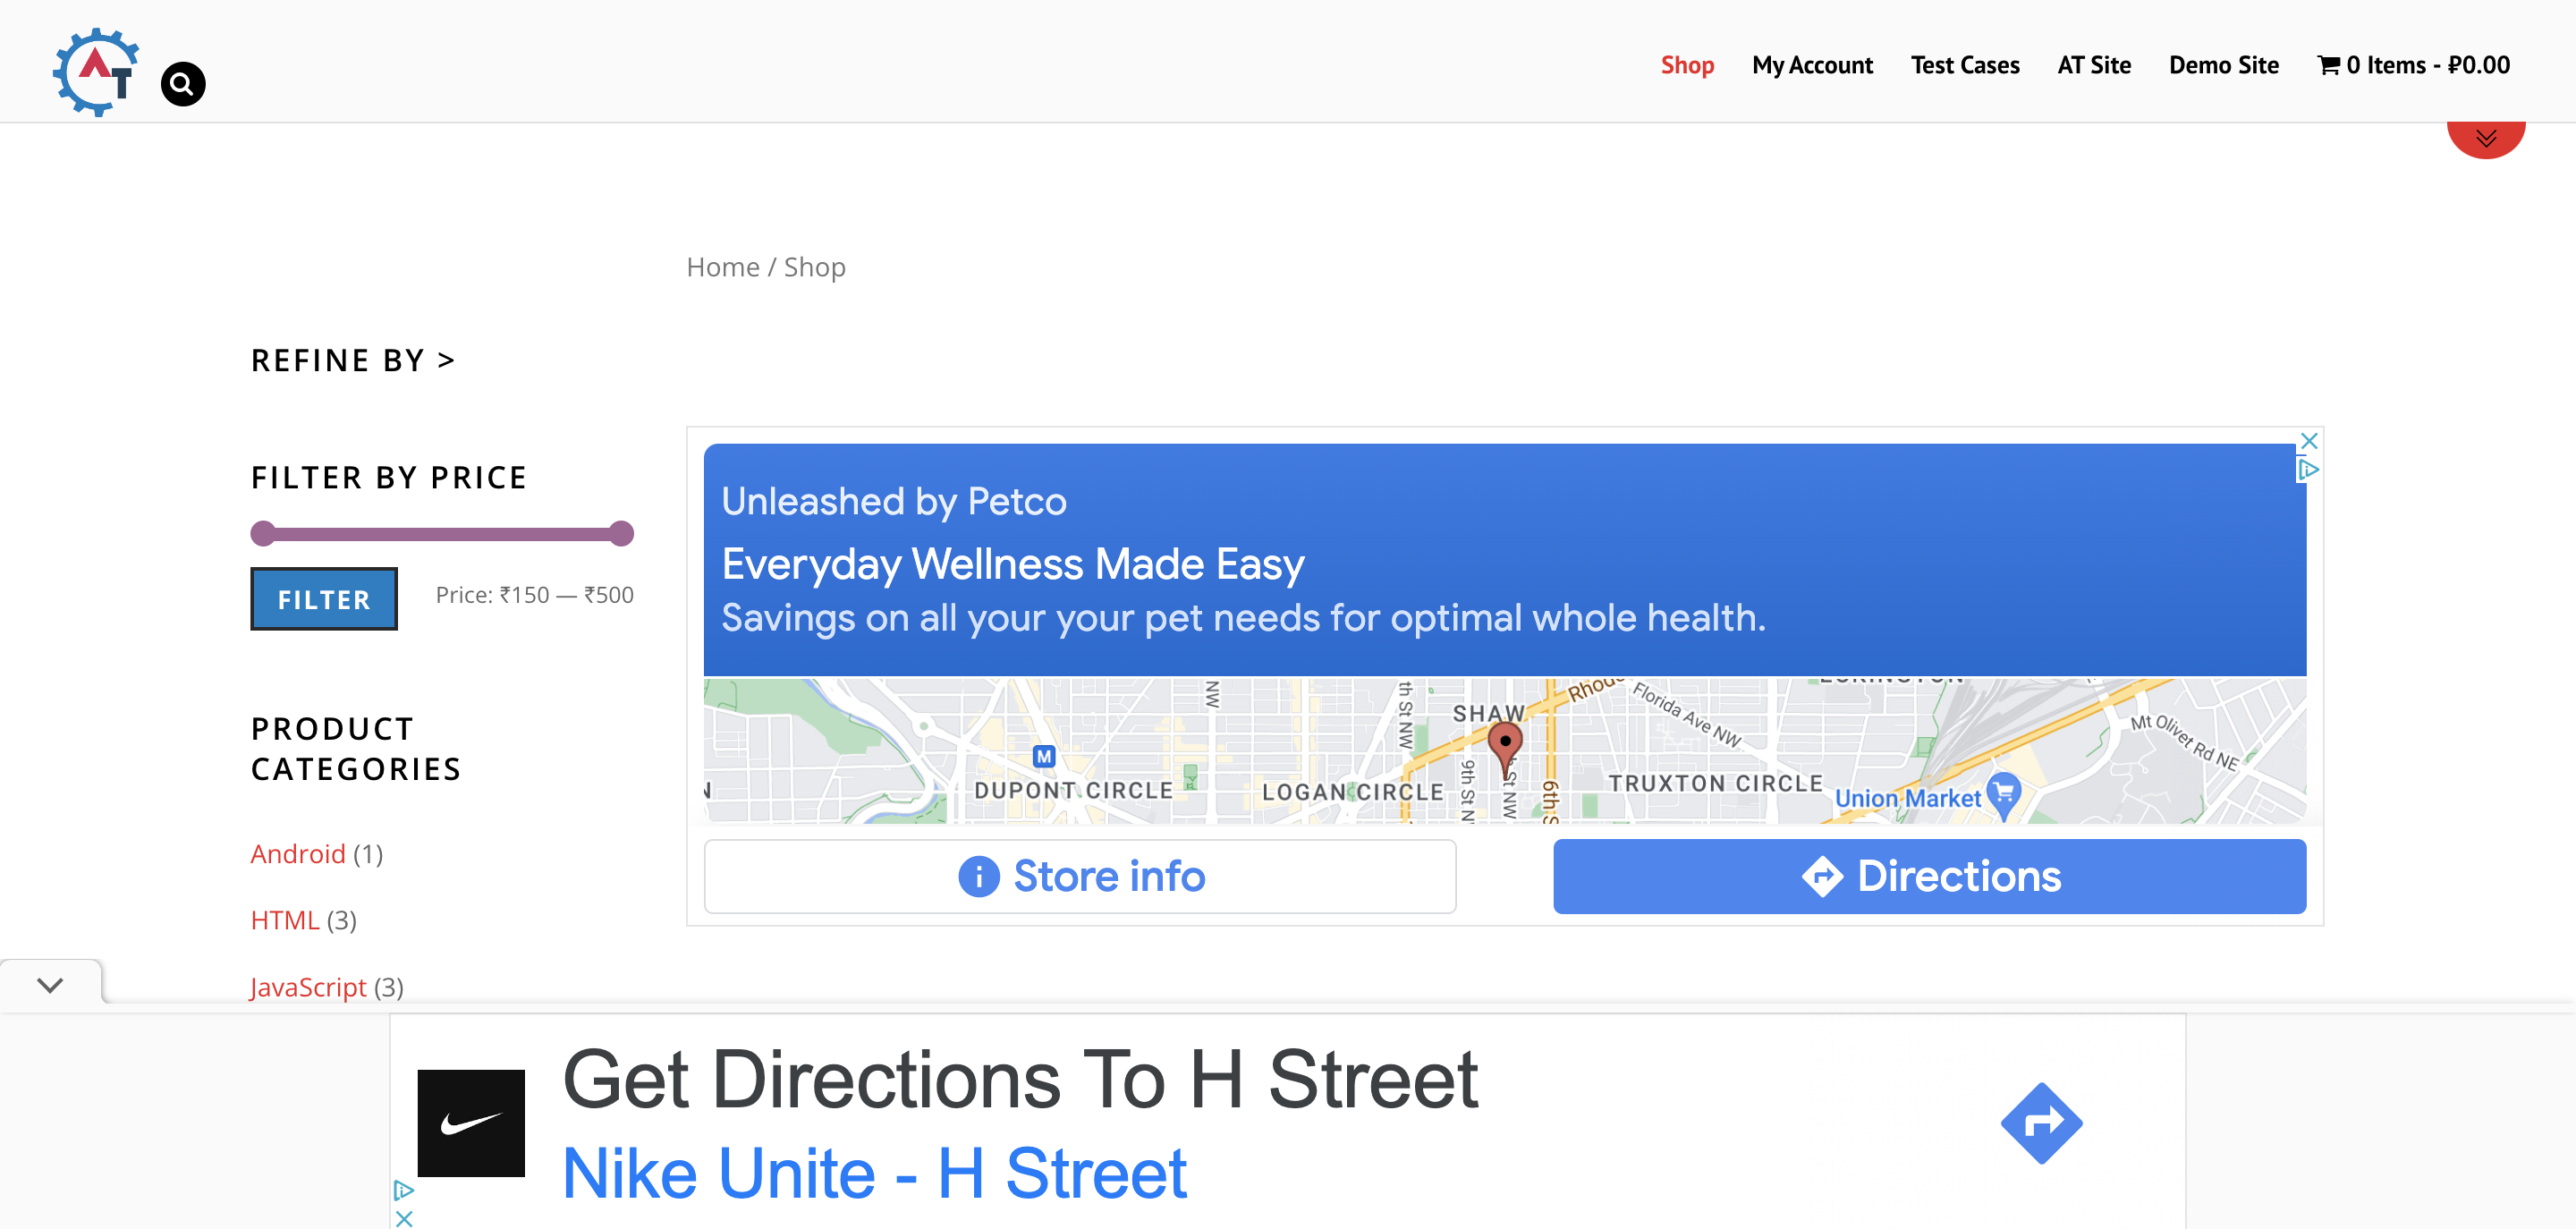 AT
Shop
My Account
Test Cases
AT Site
Demo Site
0 Items - ₽0.00
Home / Shop
REFINE BY >
FILTER BY PRICE
FILTER
Price: ₹150 — ₹500
PRODUCT
CATEGORIES
Android (1)
HTML (3)
JavaScript (3)
Unleashed by Petco
Everyday Wellness Made Easy
Savings on all your your pet needs for optimal whole health.
NW
th St NW
SHAW
Florida Ave NW
Mt Olivet Rd NE
M
DUPONT CIRCLE
LOGAN CIRCLE
9th St N
St NW
6th S
TRUXTON CIRCLE
Union Market
Store info
Directions
Get Directions To H Street
Nike Unite - H Street